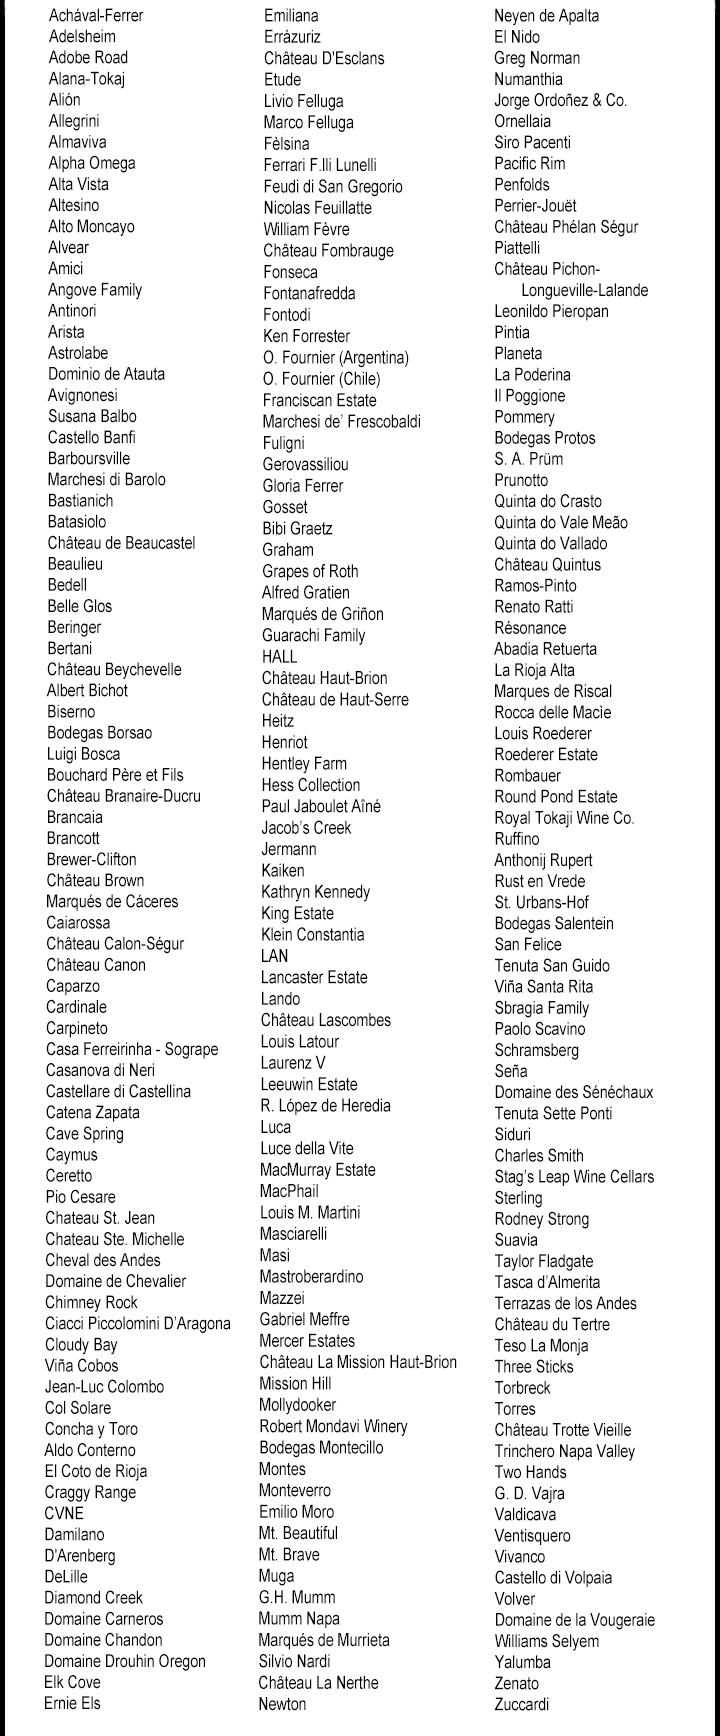 Achával-Ferrer
Adelsheim
Adobe Road
Alana-Tokaj
Alión
Allegrini
Almaviva
Alpha Omega
Alta Vista
Altesino
Alto Moncayo
Alvear
Amici
Angove Family
Antinori
Arista
Astrolabe
Dominio de Atauta
Avignonesi
Susana Balbo
Castello Banfi
Barboursville
Marchesi di Barolo
Bastianich
Batasiolo
Château de Beaucastel
Beaulieu
Bedell
Belle Glos
Beringer
Bertani
Château Beychevelle
Albert Bichot
Biserno
Bodegas Borsao
Luigi Bosca
Bouchard Père et Fils
Château Branaire-Ducru
Brancaia
Brancott
Brewer-Clifton
Château Brown
Marqués de Cáceres
Caiarossa
Château Calon-Ségur
Château Canon
Caparzo
Cardinale
Carpineto
Casa Ferreirinha - Sogrape
Casanova di Neri
Castellare di Castellina
Catena Zapata
Cave Spring
Caymus
Ceretto
Pio Cesare
Chateau St. Jean
Chateau Ste. Michelle
Cheval des Andes
Domaine de Chevalier
Chimney Rock
Ciacci Piccolomini D'Aragona
Cloudy Bay
Viña Cobos
Jean-Luc Colombo
Col Solare
Concha y Toro
Aldo Conterno
El Coto de Rioja
Craggy Range
CVNE
Damilano
D'Arenberg
DeLille
Diamond Creek
Domaine Carneros
Domaine Chandon
Domaine Drouhin Oregon
Elk Cove
Ernie Els
Emiliana
Errázuriz
Château D'Esclans
Etude
Livio Felluga
Marco Felluga
Fèlsina
Ferrari F.lli Lunelli
Feudi di San Gregorio
Nicolas Feuillatte
William Fèvre
Château Fombrauge
Fonseca
Fontanafredda
Fontodi
Ken Forrester
O. Fournier (Argentina)
O. Fournier (Chile)
Franciscan Estate
Marchesi de' Frescobaldi
Fuligni
Gerovassiliou
Gloria Ferrer
Gosset
Bibi Graetz
Graham
Grapes of Roth
Alfred Gratien
Marqués de Griñon
Guarachi Family
HALL
Château Haut-Brion
Château de Haut-Serre
Heitz
Henriot
Hentley Farm
Hess Collection
Paul Jaboulet Aîné
Jacob's Creek
Jermann
Kaiken
Kathryn Kennedy
King Estate
Klein Constantia
LAN
Lancaster Estate
Lando
Château Lascombes
Louis Latour
Laurenz V
Leeuwin Estate
R. López de Heredia
Luca
Luce della Vite
MacMurray Estate
MacPhail
Louis M. Martini
Masciarelli
Masi
Mastroberardino
Mazzei
Gabriel Meffre
Mercer Estates
Château La Mission Haut-Brion
Mission Hill
Mollydooker
Robert Mondavi Winery
Bodegas Montecillo
Montes
Monteverro
Emilio Moro
Mt. Beautiful
Mt. Brave
Muga
G.H. Mumm
Mumm Napa
Marqués de Murrieta
Silvio Nardi
Château La Nerthe
Newton
Neyen de Apalta
El Nido
Greg Norman
Numanthia
Jorge Ordoñez & Co.
Ornellaia
Siro Pacenti
Pacific Rim
Penfolds
Perrier-Jouët
Château Phélan Ségur
Piattelli
Château Pichon-
Longueville-Lalande
Leonildo Pieropan
Pintia
Planeta
La Poderina
Il Poggione
Pommery
Bodegas Protos
S. A. Prüm
Prunotto
Quinta do Crasto
Quinta do Vale Meão
Quinta do Vallado
Château Quintus
Ramos-Pinto
Renato Ratti
Résonance
Abadia Retuerta
La Rioja Alta
Marques de Riscal
Rocca delle Macìe
Louis Roederer
Roederer Estate
Rombauer
Round Pond Estate
Royal Tokaji Wine Co.
Ruffino
Anthonij Rupert
Rust en Vrede
St. Urbans-Hof
Bodegas Salentein
San Felice
Tenuta San Guido
Viña Santa Rita
Sbragia Family
Paolo Scavino
Schramsberg
Seña
Domaine des Sénéchaux
Tenuta Sette Ponti
Siduri
Charles Smith
Stag's Leap Wine Cellars
Sterling
Rodney Strong
Suavia
Taylor Fladgate
Tasca d'Almerita
Terrazas de los Andes
Château du Tertre
Teso La Monja
Three Sticks
Torbreck
Torres
Château Trotte Vieille
Trinchero Napa Valley
Two Hands
G. D. Vajra
Valdicava
Ventisquero
Vivanco
Castello di Volpaia
Volver
Domaine de la Vougeraie
Williams Selyem
Yalumba
Zenato
Zuccardi